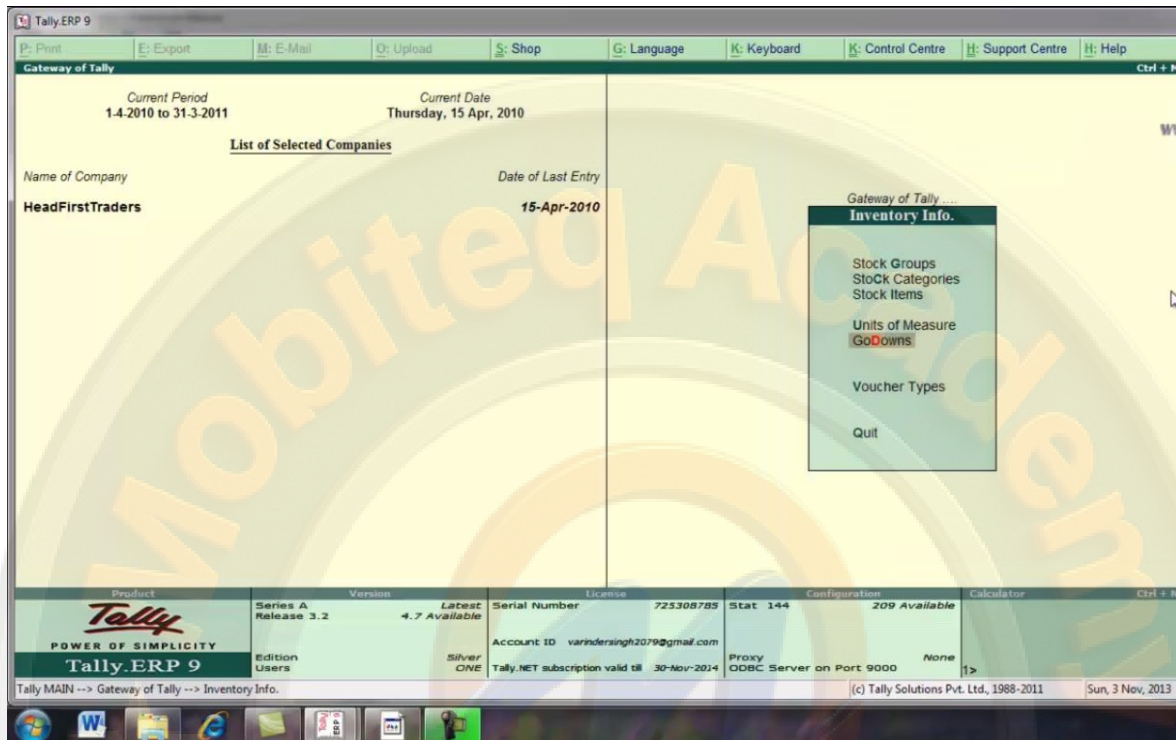 Tally.ERP 9
P: Print E: Export M: E-Mail O: Upload S: Shop G: Language K: Keyboard K: Control Centre H: Support Centre H: Help
Gateway of Tally Ctrl +
Current Period Current Date
1-4-2010 to 31-3-2011 Thursday, 15 Apr, 2010
List of Selected Companies
Name of Company Date of Last Entry
HeadFirstTraders 15-Apr-2010
Gateway of Tally ....
Inventory Info.
Stock Groups
StoCk Categories
Stock Items
Units of Measure
GoDowns
Voucher Types
Quit
Mobiteq Academy
Product Version License Configuration Calculator Ctrl +
Tally
POWER OF SIMPLICITY
Tally.ERP 9
Series A Latest
Release 3.2 4.7 Available
Edition Silver
Users ONE
Serial Number 725308785
Account ID varindersingh2079@gmail.com
Tally.NET subscription valid till 30-Nov-2014
Stat 144 209 Available
Proxy None
ODBC Server on Port 9000
1>
Tally MAIN --> Gateway of Tally --> Inventory Info. (c) Tally Solutions Pvt. Ltd., 1988-2011 Sun, 3 Nov, 2013